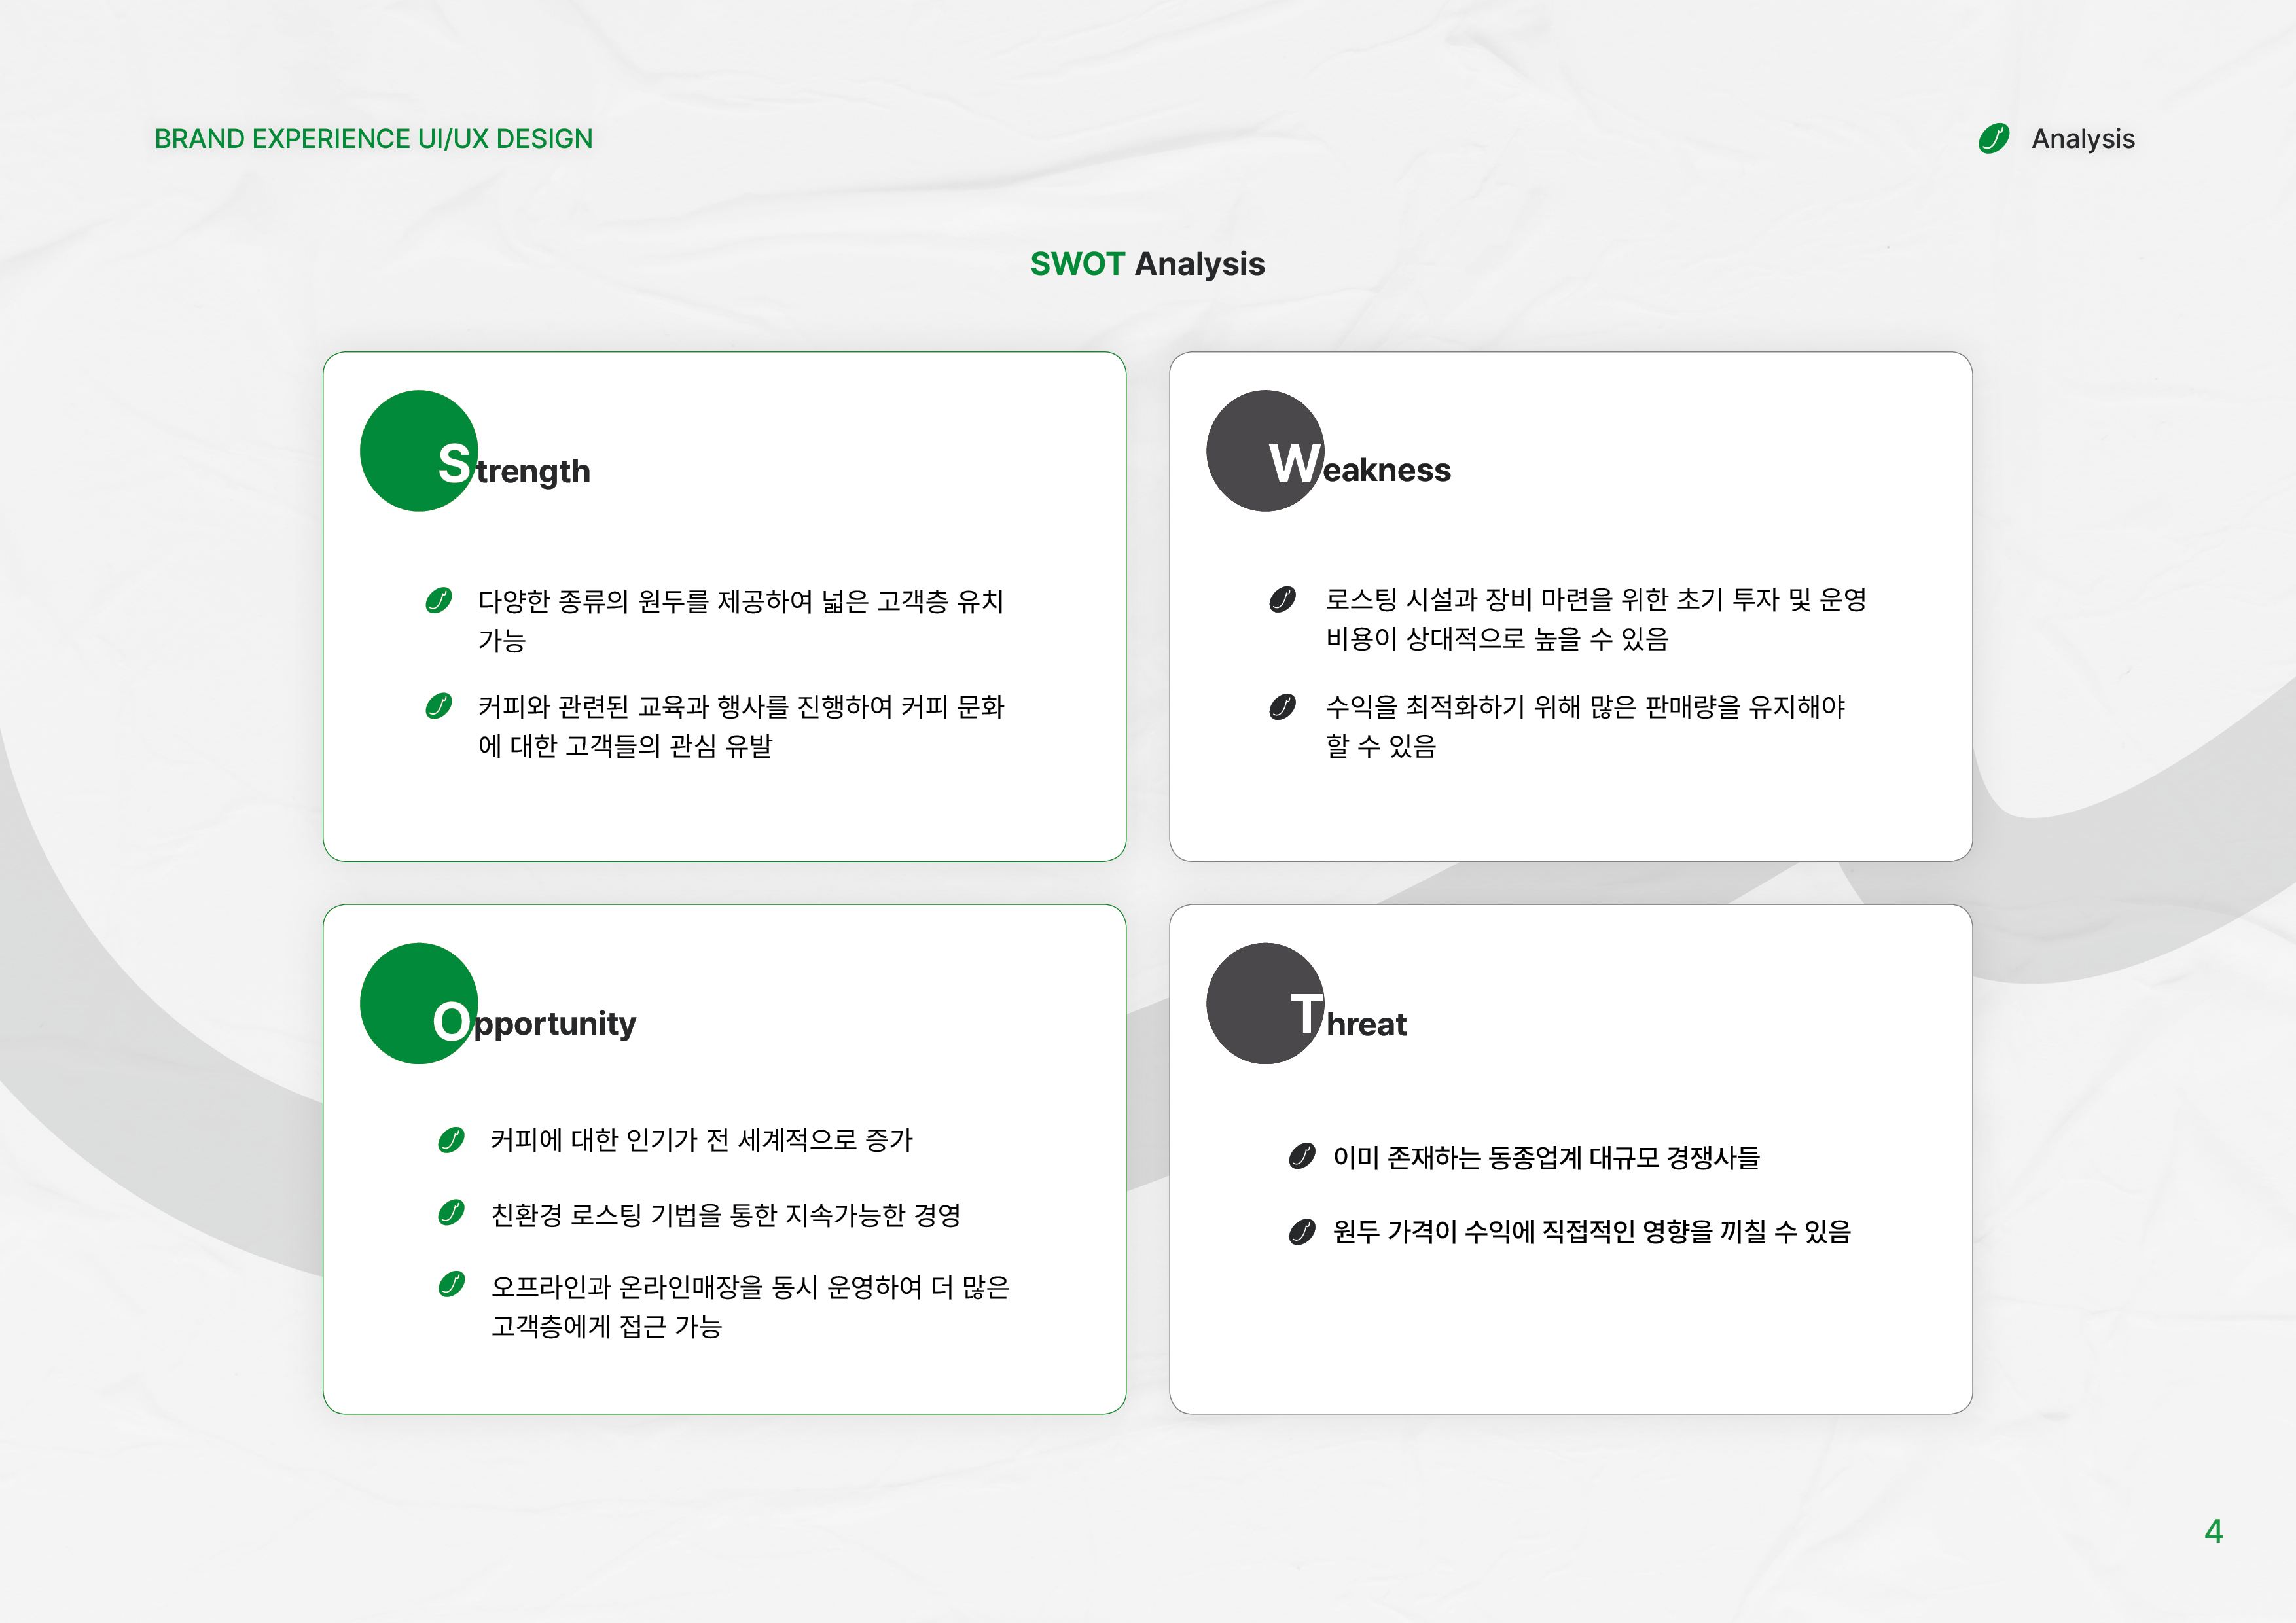 BRAND EXPERIENCE UI/UX DESIGN
Analysis
SWOT Analysis
Strength
다양한 종류의 원두를 제공하여 넓은 고객층 유치
가능
커피와 관련된 교육과 행사를 진행하여 커피 문화
에 대한 고객들의 관심 유발
Weakness
로스팅 시설과 장비 마련을 위한 초기 투자 및 운영
비용이 상대적으로 높을 수 있음
수익을 최적화하기 위해 많은 판매량을 유지해야
할 수 있음
Opportunity
커피에 대한 인기가 전 세계적으로 증가
친환경 로스팅 기법을 통한 지속가능한 경영
오프라인과 온라인매장을 동시 운영하여 더 많은
고객층에게 접근 가능
Threat
이미 존재하는 동종업계 대규모 경쟁사들
원두 가격이 수익에 직접적인 영향을 끼칠 수 있음
4